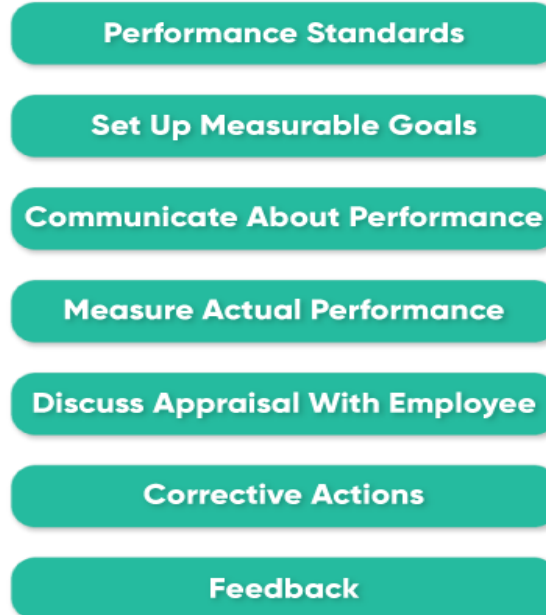 Performance Standards
Set Up Measurable Goals
Communicate About Performance
Measure Actual Performance
Discuss Appraisal With Employee
Corrective Actions
Feedback